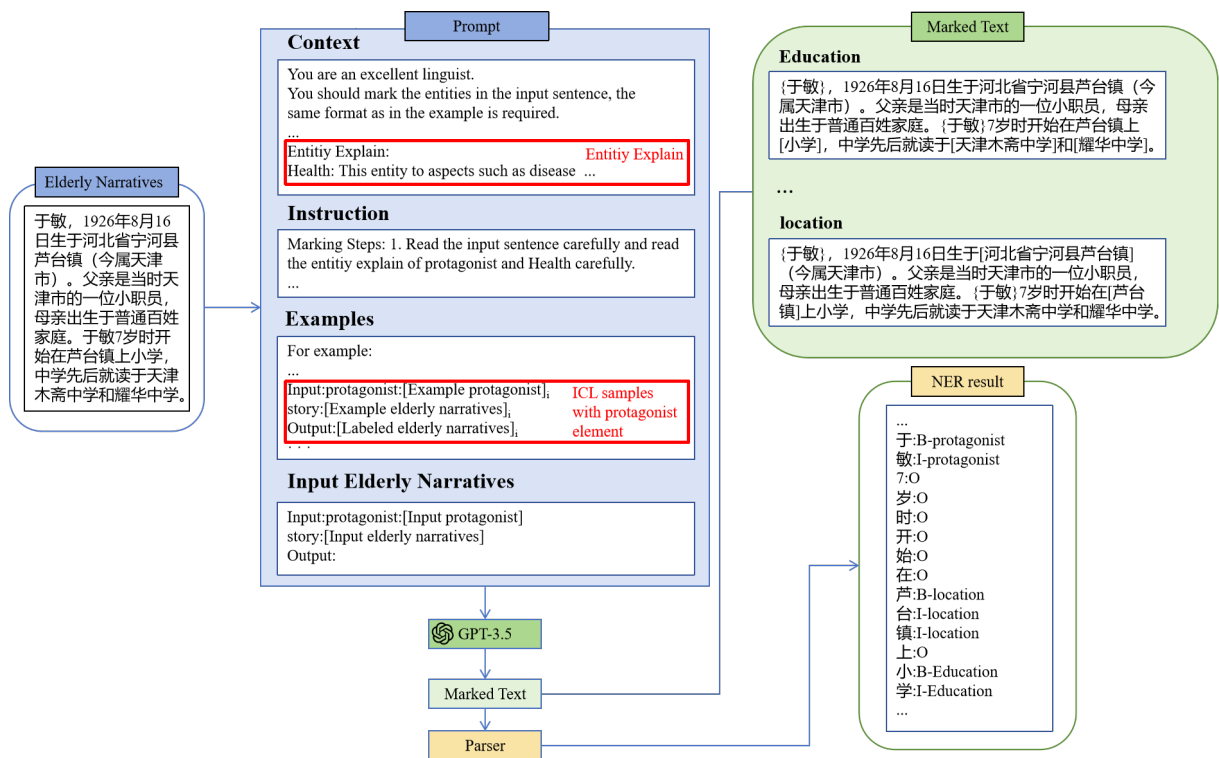 Elderly Narratives
于敏，1926年8月16
日生于河北省宁河县
芦台镇（今属天津
市）。父亲是当时天
津市的一位小职员，
母亲出生于普通百姓
家庭。于敏7岁时开
始在芦台镇上小学，
中学先后就读于天津
木斋中学和耀华中学。
Prompt
Context
You are an excellent linguist.
You should mark the entities in the input sentence, the
same format as in the example is required.
...
Entitiy Explain:
Entitiy Explain
Health: This entity to aspects such as disease ...
Instruction
Marking Steps: 1. Read the input sentence carefully and read
the entitiy explain of protagonist and Health carefully.
...
Examples
For example:
...
Input:protagonist:[Example protagonist]i
story:[Example elderly narratives]i
Output:[Labeled elderly narratives]i
ICL samples
with protagonist
element
. . .
Input Elderly Narratives
Input:protagonist:[Input protagonist]
story:[Input elderly narratives]
Output:
GPT-3.5
Marked Text
Parser
Marked Text
Education
{于敏}，1926年8月16日生于河北省宁河县芦台镇（今
属天津市）。父亲是当时天津市的一位小职员，母亲
出生于普通百姓家庭。{于敏}7岁时开始在芦台镇上
[小学]，中学先后就读于[天津木斋中学]和[耀华中学]。
...
location
{于敏}，1926年8月16日生于[河北省宁河县芦台镇]
（今属天津市）。父亲是当时天津市的一位小职员，
母亲出生于普通百姓家庭。{于敏}7岁时开始在[芦台
镇]上小学，中学先后就读于天津木斋中学和耀华中学。
NER result
...
于:B-protagonist
敏:I-protagonist
7:O
岁:O
时:O
开:O
始:O
在:O
芦:B-location
台:I-location
镇:I-location
上:O
小:B-Education
学:I-Education
...